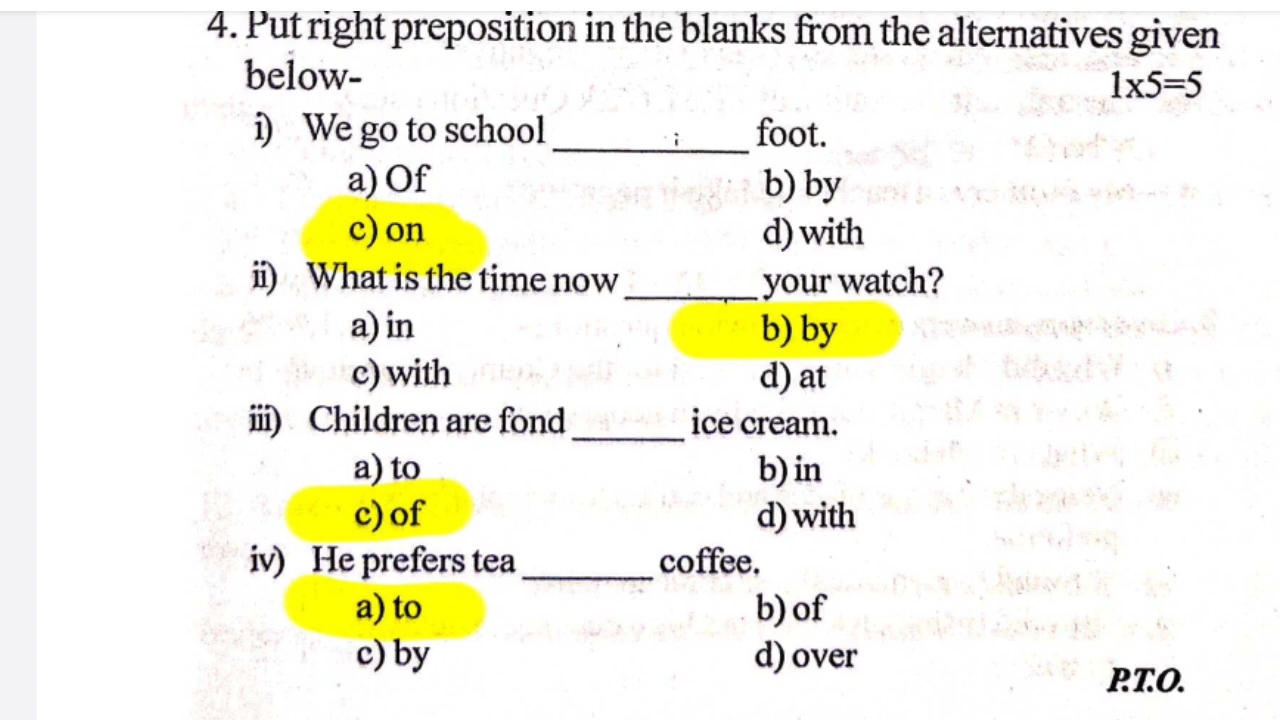 4. Put right preposition in the blanks from the alternatives given
below- 1x5=5
i) We go to school ________ foot.
a) Of b) by
c) on d) with
ii) What is the time now ________ your watch?
a) in b) by
c) with d) at
iii) Children are fond ________ ice cream.
a) to b) in
c) of d) with
iv) He prefers tea ________ coffee.
a) to b) of
c) by d) over
P.T.O.